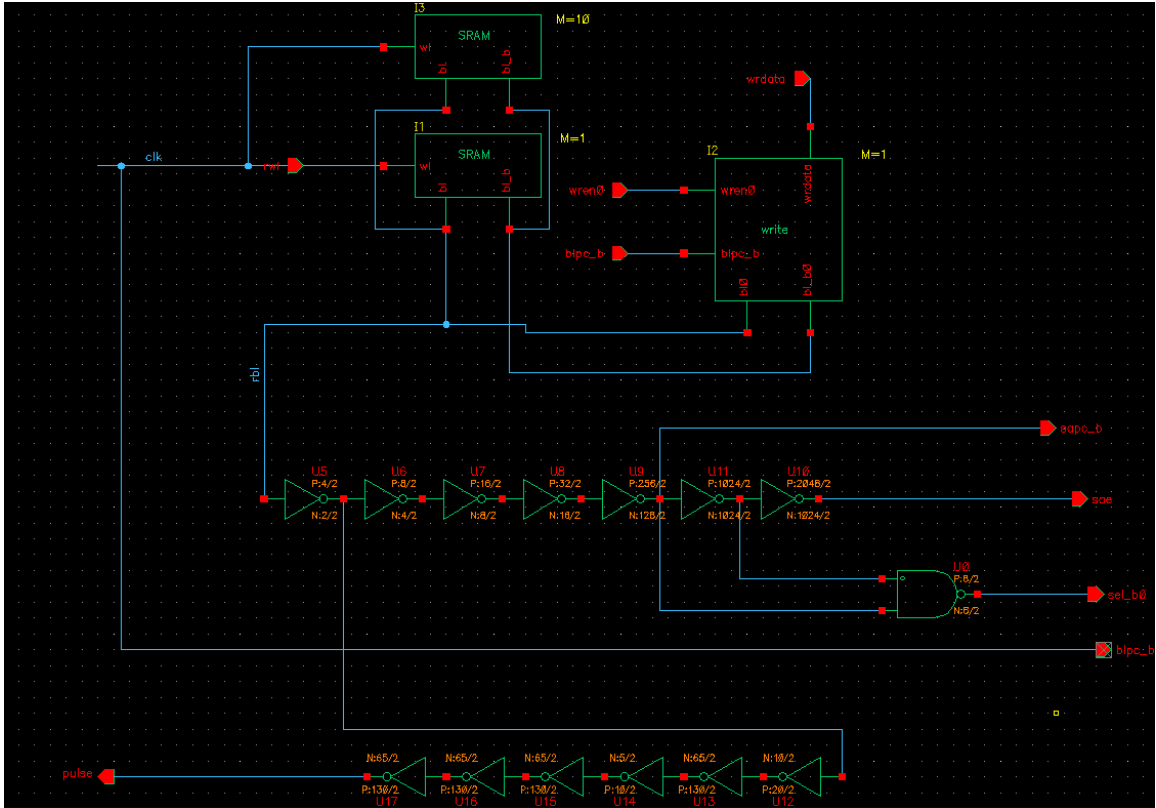 I3
M=10
SRAM
wl
bl
bl_b
wrdata
I1
M=1
SRAM
clk
rwl
wl
bl
bl_b
I2
M=1
wrdata
wren0
wren0
write
blpc_b
blpc_b
bl0
bl_b0
rbl
sapc_b
U5
U6
U7
U8
U9
U11
U10
P:4/2
P:8/2
P:16/2
P:32/2
P:256/2
P:1024/2
P:2048/2
sae
N:2/2
N:4/2
N:8/2
N:16/2
N:128/2
N:1024/2
N:1024/2
U0
sel_b0
blpc_b
N:65/2
N:65/2
N:65/2
N:5/2
N:65/2
N:10/2
pulse
P:130/2
P:130/2
P:130/2
P:10/2
P:130/2
P:20/2
U17
U16
U15
U14
U13
U12